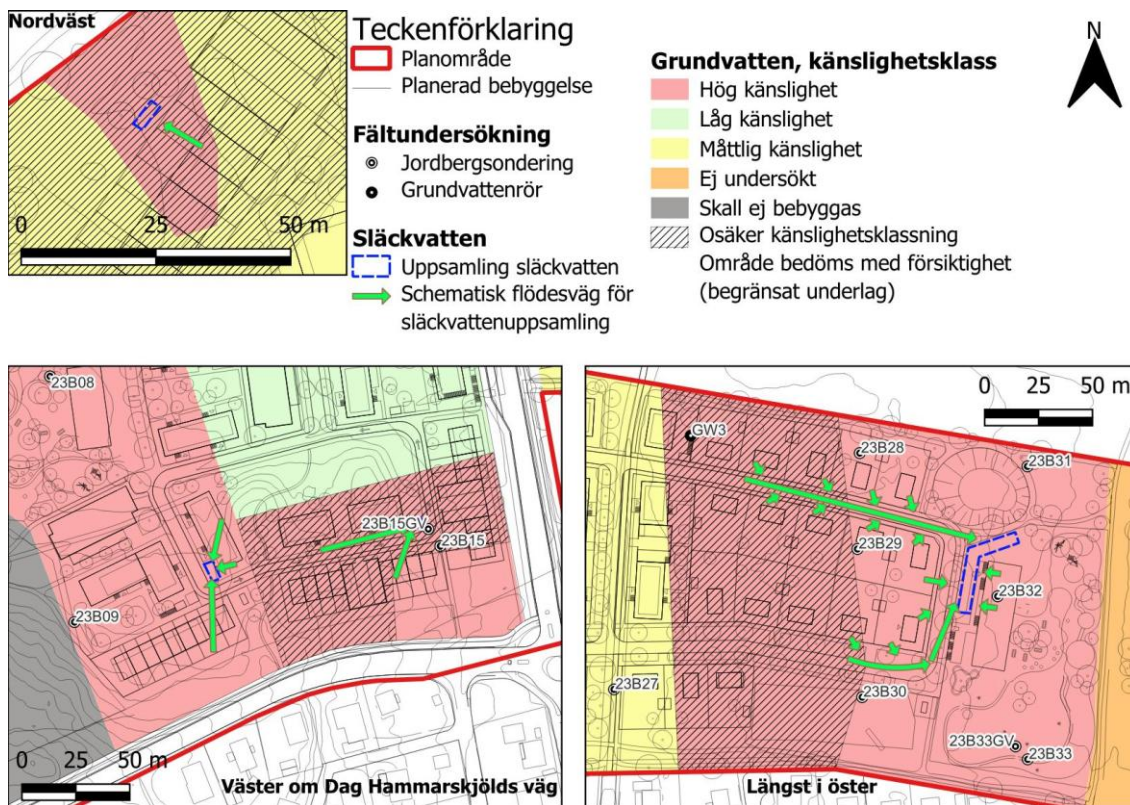 Nordväst
0 25 50 m
Teckenförklaring
Planområde
Planerad bebyggelse
Fältundersökning
Jordbergsondering
Grundvattenrör
Släckvatten
Uppsamling släckvatten
Schematisk flödesväg för
släckvattenuppsamling
Grundvatten, känslighetsklass
Hög känslighet
Låg känslighet
Måttlig känslighet
Ej undersökt
Skall ej bebyggas
Osäker känslighetsklassning
Område bedöms med försiktighet
(begränsat underlag)
N
23B08
23B15GV
23B15
23B09
0 25 50 m
Väster om Dag Hammarskjölds väg
0 25 50 m
GW3
23B28
23B31
23B29
23B32
23B27
23B30
23B33GV
23B33
Längst i öster